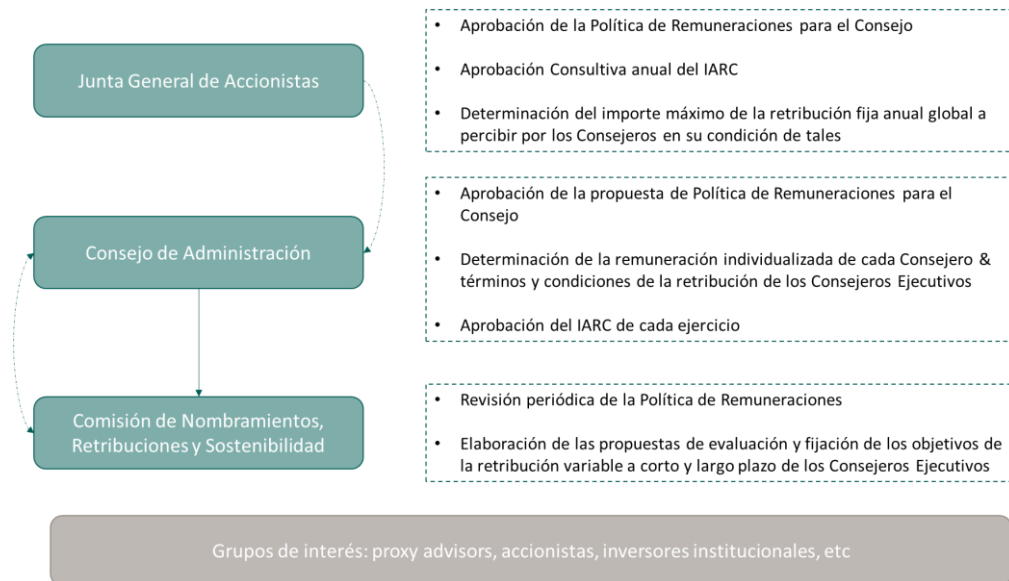 Junta General de Accionistas
• Aprobación de la Política de Remuneraciones para el Consejo
• Aprobación Consultiva anual del IARC
• Determinación del importe máximo de la retribución fija anual global a
percibir por los Consejeros en su condición de tales
Consejo de Administración
• Aprobación de la propuesta de Política de Remuneraciones para el
Consejo
• Determinación de la remuneración individualizada de cada Consejero &
términos y condiciones de la retribución de los Consejeros Ejecutivos
• Aprobación del IARC de cada ejercicio
Comisión de Nombramientos,
Retribuciones y Sostenibilidad
• Revisión periódica de la Política de Remuneraciones
• Elaboración de las propuestas de evaluación y fijación de los objetivos de
la retribución variable a corto y largo plazo de los Consejeros Ejecutivos
Grupos de interés: proxy advisors, accionistas, inversores institucionales, etc